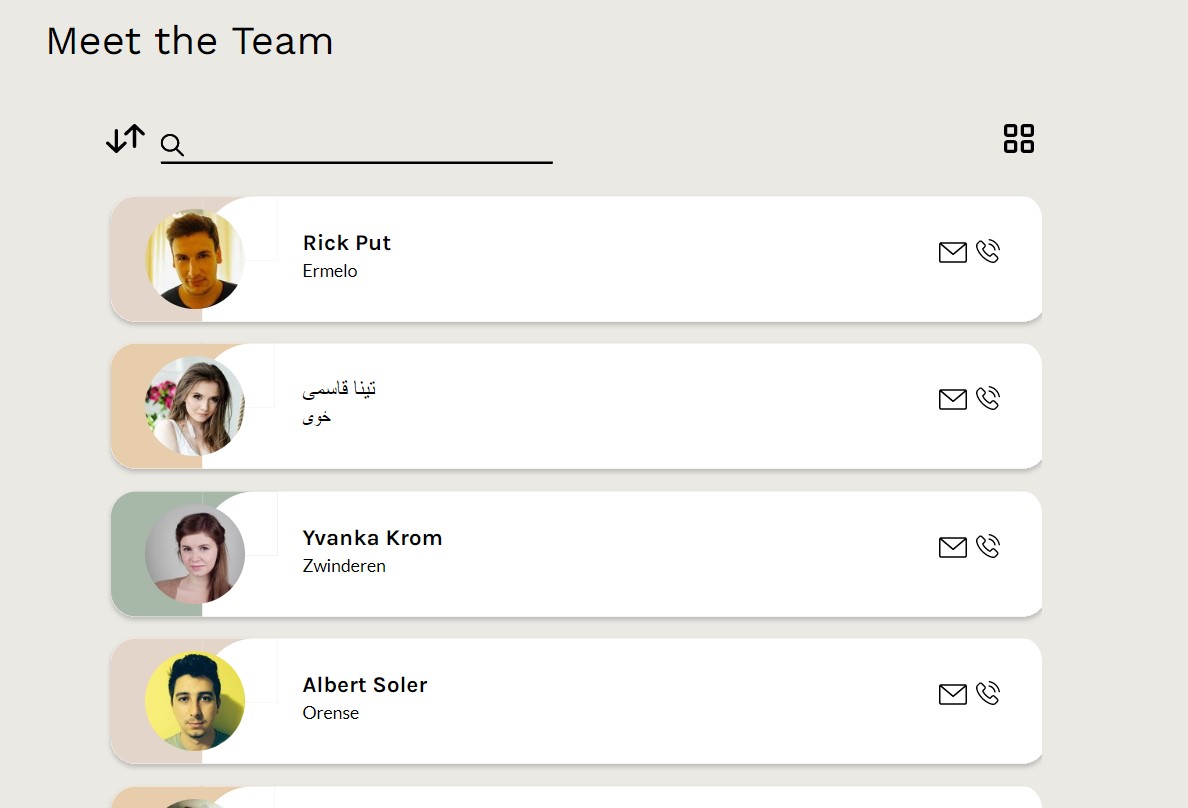 Meet the Team
Rick Put
Ermelo
تینا قاسمی
خوی
Yvanka Krom
Zwinderen
Albert Soler
Orense